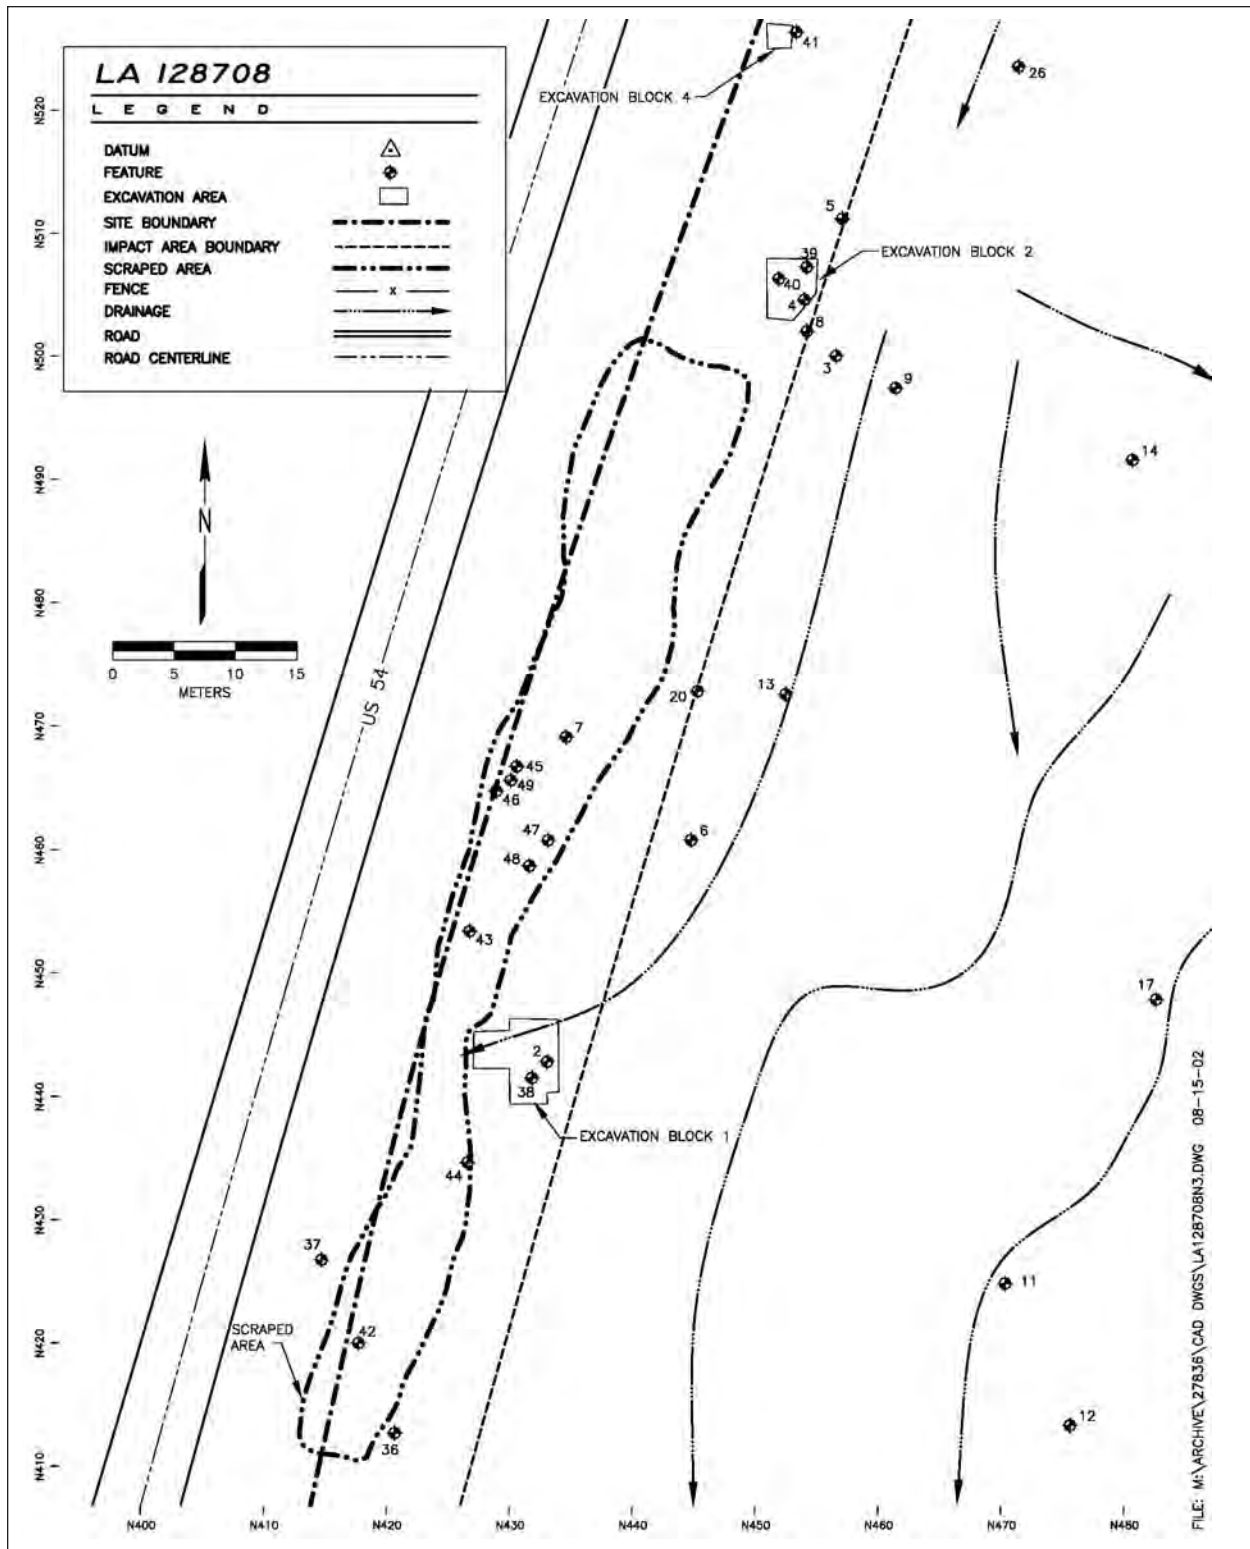 LA 128708
LEGEND
DATUM
FEATURE
EXCAVATION AREA
SITE BOUNDARY
IMPACT AREA BOUNDARY
SCRAPED AREA
FENCE
x
DRAINAGE
ROAD
ROAD CENTERLINE
41
EXCAVATION BLOCK 4
26
5
39
EXCAVATION BLOCK 2
40
4
8
3
9
14
N
0 5 10 15
METERS
US 54
20
13
7
45
49
46
47
6
48
43
17
2
38
EXCAVATION BLOCK 1
44
37
11
42
SCRAPED
AREA
36
12
N520
N510
N500
N490
N480
N470
N460
N450
N440
N430
N420
N410
N400 N410 N420 N430 N440 N450 N460 N470 N480
FILE: M:\ARCHIVE\27836\CAD DWGS\LA128708N3.DWG 08-15-02